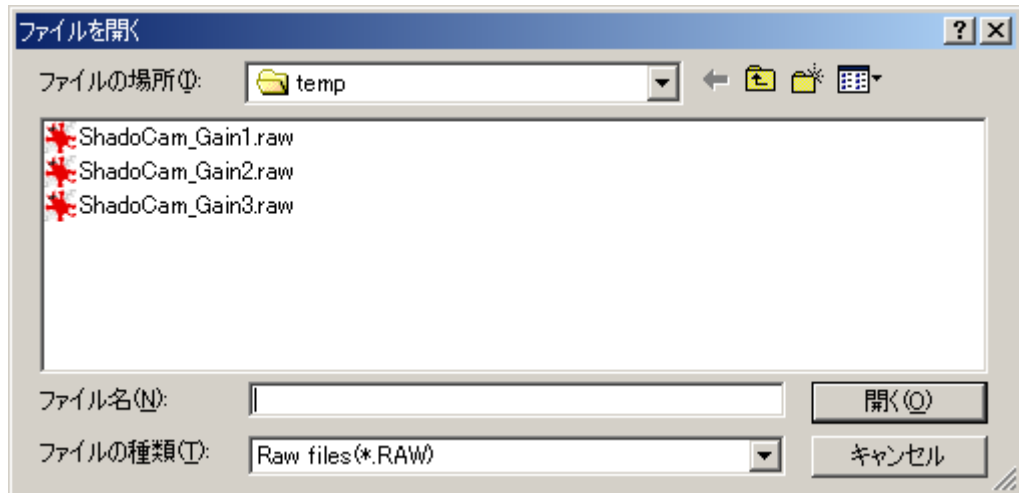 ファイルを開く
ファイルの場所(I): temp
ShadoCam_Gain1.raw
ShadoCam_Gain2.raw
ShadoCam_Gain3.raw
ファイル名(N): 開く(O)
ファイルの種類(T): Raw files(*.RAW) キャンセル